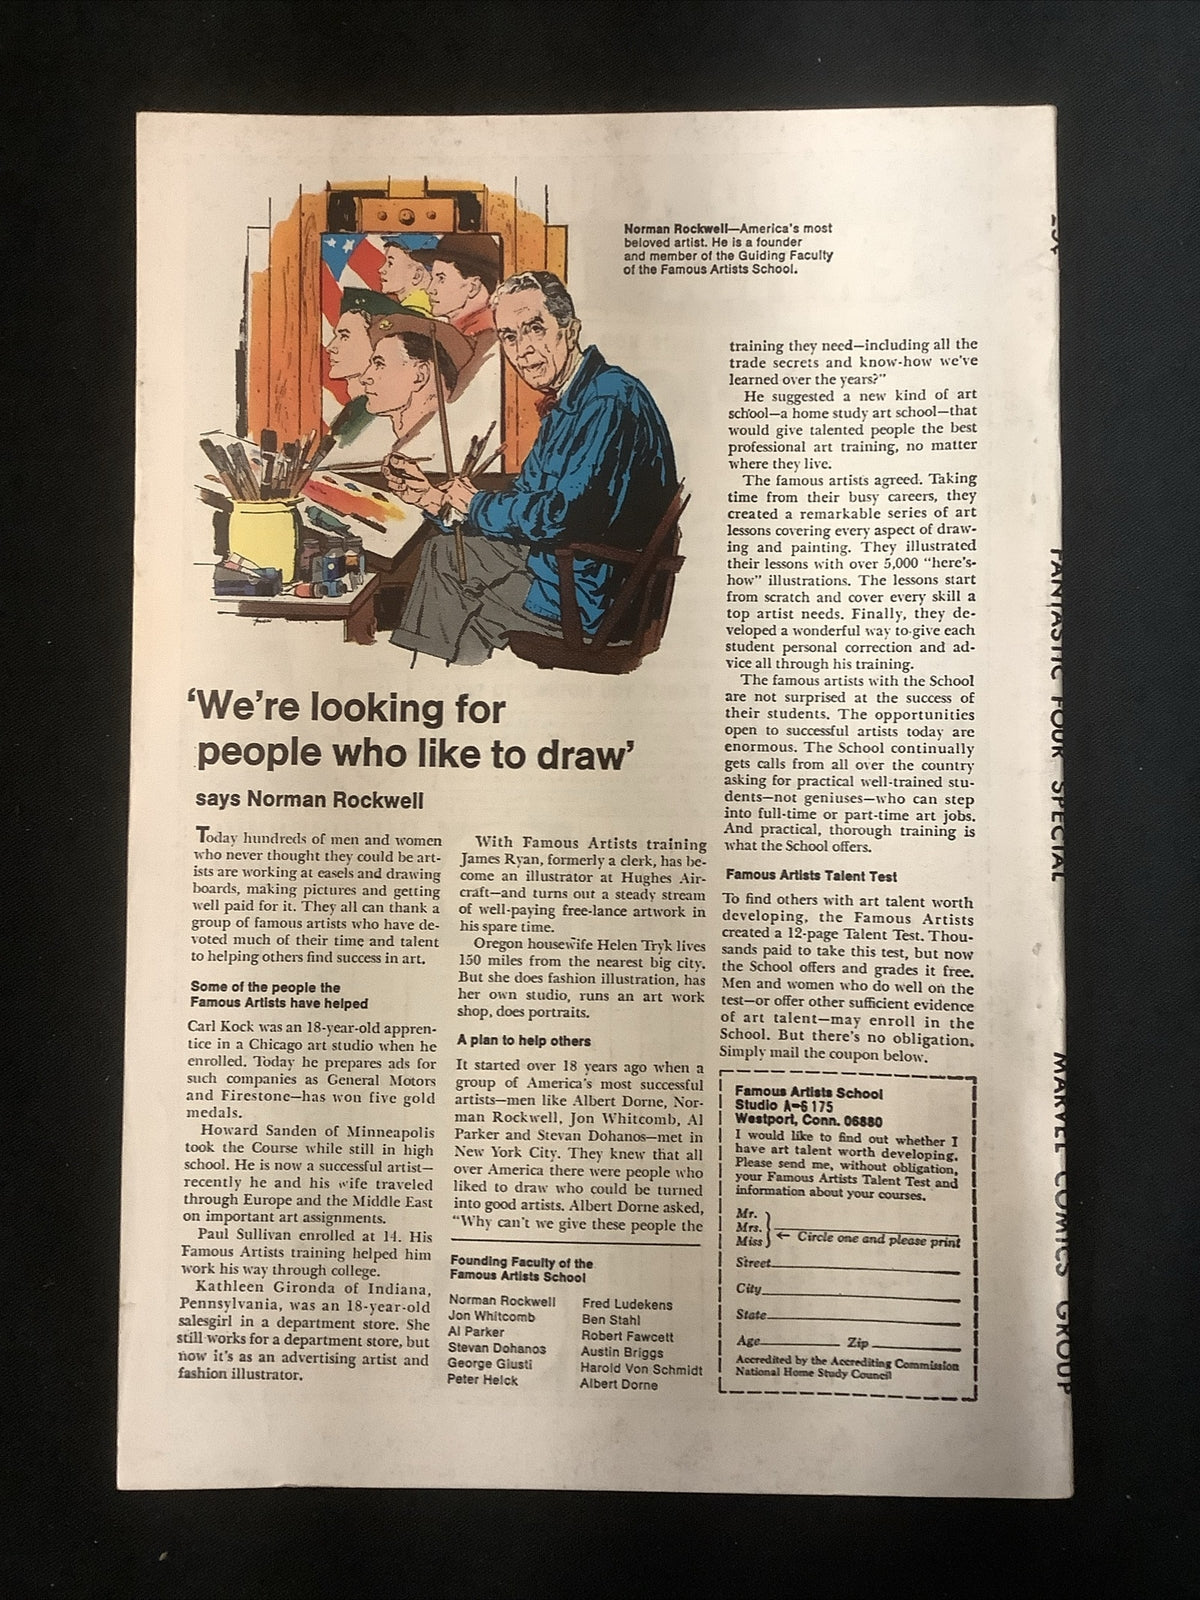 Norman Rockwell—America's most
beloved artist. He is a founder
and member of the Guiding Faculty
of the Famous Artists School.
'We're looking for
people who like to draw'
says Norman Rockwell
Today hundreds of men and women
who never thought they could be art-
ists are working at easels and drawing
boards, making pictures and getting
well paid for it. They all can thank a
group of famous artists who have de-
voted much of their time and talent
to helping others find success in art.
Some of the people the
Famous Artists have helped
Carl Kock was an 18-year-old appren-
tice in a Chicago art studio when he
enrolled. Today he prepares ads for
such companies as General Motors
and Firestone—has won five gold
medals.
Howard Sanden of Minneapolis
took the Course while still in high
school. He is now a successful artist—
recently he and his wife traveled
through Europe and the Middle East
on important art assignments.
Paul Sullivan enrolled at 14. His
Famous Artists training helped him
work his way through college.
Kathleen Gironda of Indiana,
Pennsylvania, was an 18-year-old
salesgirl in a department store. She
still works for a department store, but
now it's as an advertising artist and
fashion illustrator.
With Famous Artists training
James Ryan, formerly a clerk, has be-
come an illustrator at Hughes Air-
craft—and turns out a steady stream
of well-paying free-lance artwork in
his spare time.
Oregon housewife Helen Tryk lives
150 miles from the nearest big city.
But she does fashion illustration, has
her own studio, runs an art work
shop, does portraits.
A plan to help others
It started over 18 years ago when a
group of America's most successful
artists—men like Albert Dorne, Nor-
man Rockwell, Jon Whitcomb, Al
Parker and Stevan Dohanos—met in
New York City. They knew that all
over America there were people who
liked to draw who could be turned
into good artists. Albert Dorne asked,
"Why can't we give these people the
Founding Faculty of the
Famous Artists School
Norman Rockwell
Jon Whitcomb
Al Parker
Stevan Dohanos
George Giusti
Peter Helck
Fred Ludekens
Ben Stahl
Robert Fawcett
Austin Briggs
Harold Von Schmidt
Albert Dorne
training they need—including all the
trade secrets and know-how we've
learned over the years?"
He suggested a new kind of art
school—a home study art school—that
would give talented people the best
professional art training, no matter
where they live.
The famous artists agreed. Taking
time from their busy careers, they
created a remarkable series of art
lessons covering every aspect of draw-
ing and painting. They illustrated
their lessons with over 5,000 "here's-
how" illustrations. The lessons start
from scratch and cover every skill a
top artist needs. Finally, they de-
veloped a wonderful way to give each
student personal correction and ad-
vice all through his training.
The famous artists with the School
are not surprised at the success of
their students. The opportunities
open to successful artists today are
enormous. The School continually
gets calls from all over the country
asking for practical well-trained stu-
dents—not geniuses—who can step
into full-time or part-time art jobs.
And practical, thorough training is
what the School offers.
Famous Artists Talent Test
To find others with art talent worth
developing, the Famous Artists
created a 12-page Talent Test. Thou-
sands paid to take this test, but now
the School offers and grades it free.
Men and women who do well on the
test—or offer other sufficient evidence
of art talent—may enroll in the
School. But there's no obligation.
Simply mail the coupon below.
Famous Artists School
Studio A-6175
Westport, Conn. 06880
I would like to find out whether I
have art talent worth developing.
Please send me, without obligation,
your Famous Artists Talent Test and
information about your courses.
Mr.
Mrs.
Miss
← Circle one and please print
Street
City
State
Age Zip
Accredited by the Accrediting Commission
National Home Study Council
FANTASTIC FOUR SPECIAL
MARVEL COMICS GROUP